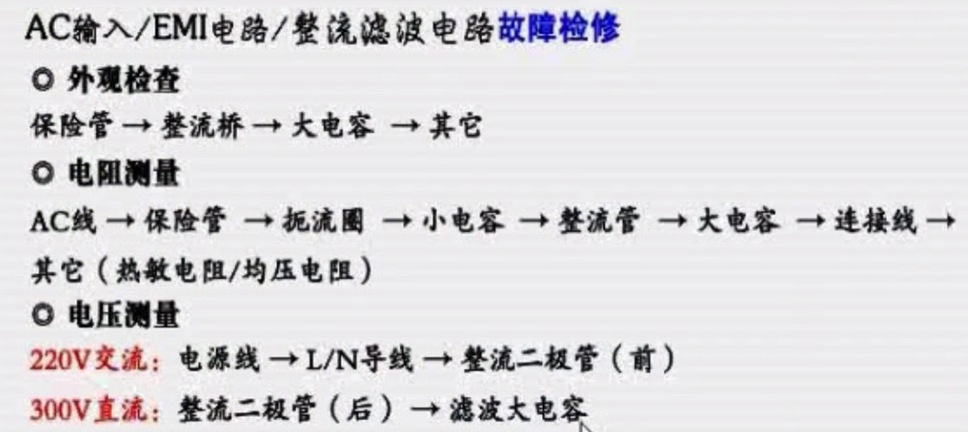 AC输入/EMI电路/整流滤波电路故障检修
◎ 外观检查
保险管 → 整流桥 → 大电容 → 其它
◎ 电阻测量
AC线 → 保险管 → 扼流圈 → 小电容 → 整流管 → 大电容 → 连接线 →
其它（热敏电阻/均压电阻）
◎ 电压测量
220V交流：电源线 → L/N导线 → 整流二极管（前）
300V直流：整流二极管（后）→ 滤波大电容